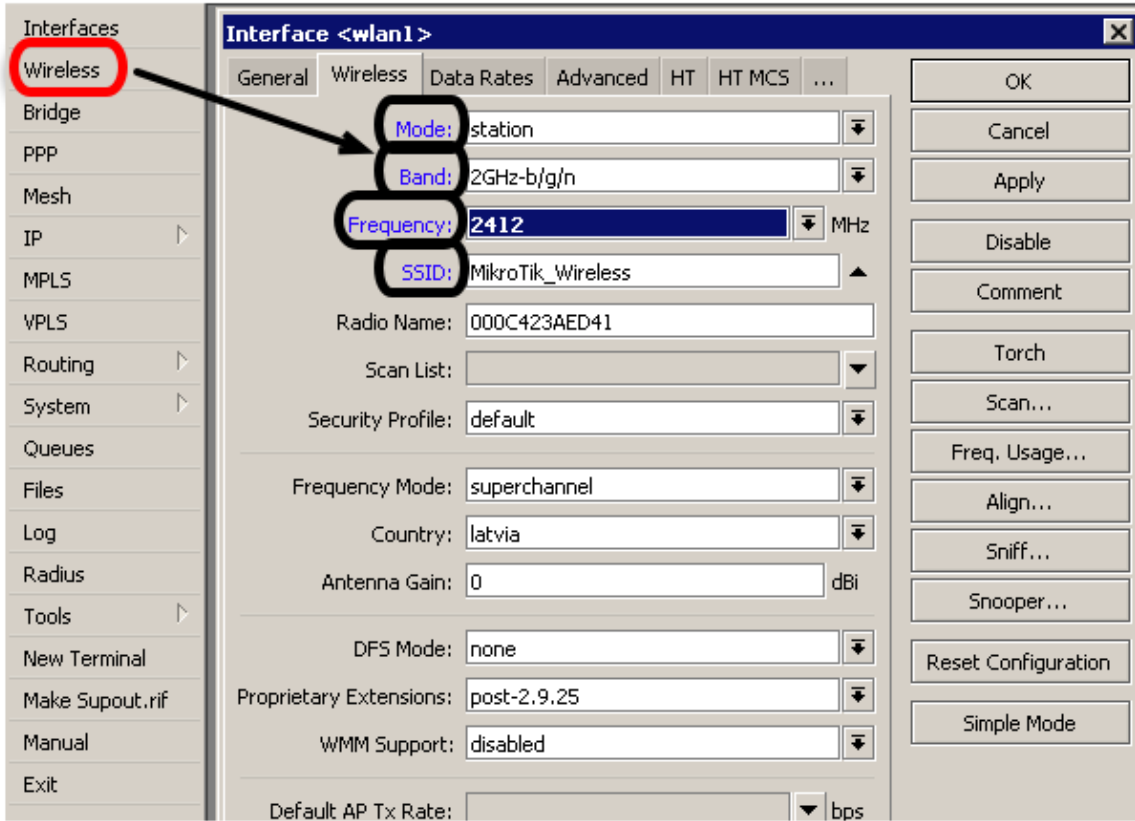 Interfaces
Wireless
Bridge
PPP
Mesh
IP
MPLS
VPLS
Routing
System
Queues
Files
Log
Radius
Tools
New Terminal
Make Supout.rif
Manual
Exit
Interface <wlan1>
General Wireless Data Rates Advanced HT HT MCS ...
Mode: station
Band: 2GHz-b/g/n
Frequency: 2412 MHz
SSID: MikroTik_Wireless
Radio Name: 000C423AED41
Scan List:
Security Profile: default
Frequency Mode: superchannel
Country: latvia
Antenna Gain: 0 dBi
DFS Mode: none
Proprietary Extensions: post-2.9.25
WMM Support: disabled
Default AP Tx Rate: bps
OK
Cancel
Apply
Disable
Comment
Torch
Scan...
Freq. Usage...
Align...
Sniff...
Snooper...
Reset Configuration
Simple Mode